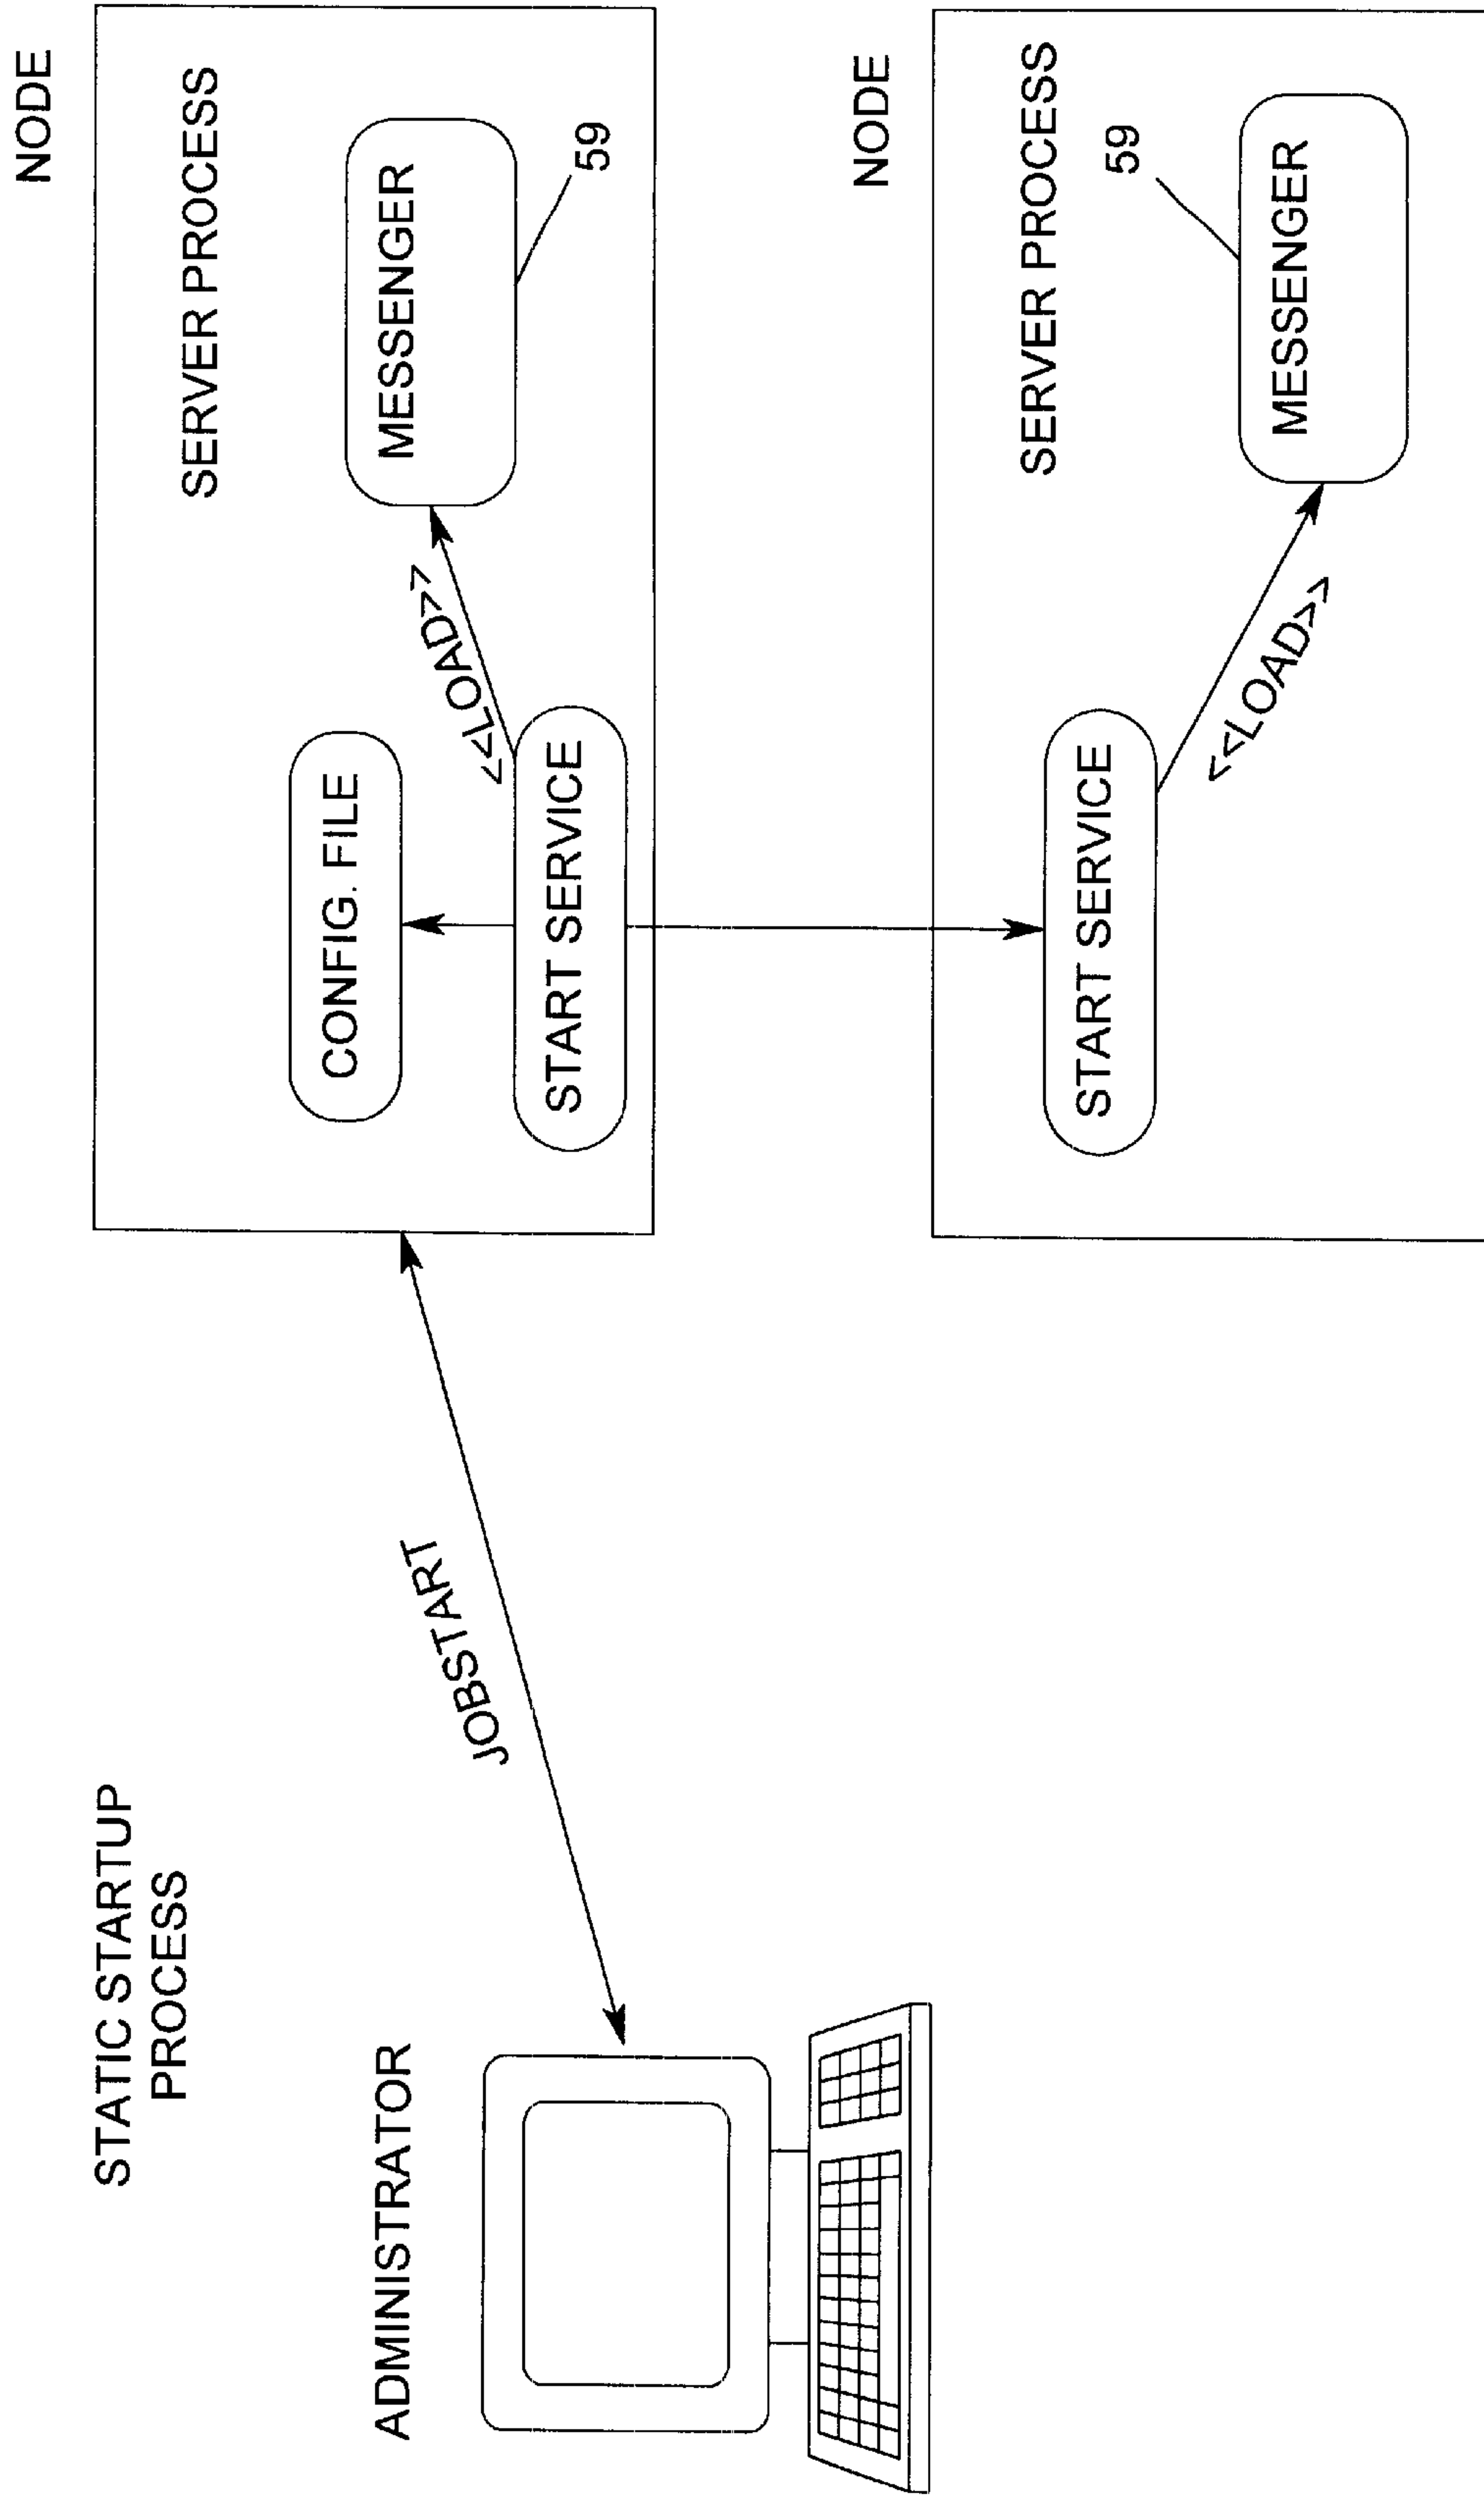 STATIC STARTUP
PROCESS
ADMINISTRATOR
JOBSTART
NODE
SERVER PROCESS
CONFIG. FILE
MESSENGER
<<LOAD>>
START SERVICE
59
NODE
SERVER PROCESS
59
START SERVICE
MESSENGER
<<LOAD>>